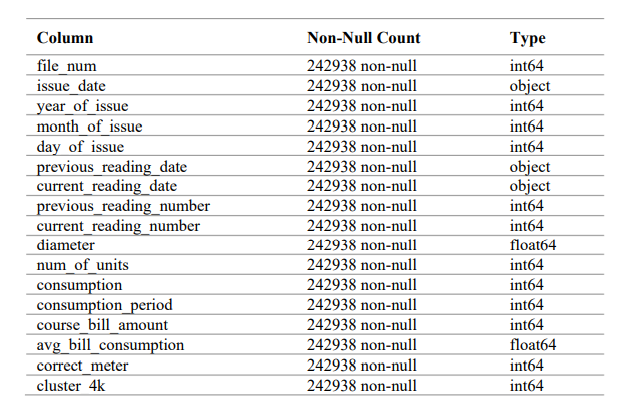 Column Non-Null Count Type
file_num 242938 non-null int64
issue_date 242938 non-null object
year_of_issue 242938 non-null int64
month_of_issue 242938 non-null int64
day_of_issue 242938 non-null int64
previous_reading_date 242938 non-null object
current_reading_date 242938 non-null object
previous_reading_number 242938 non-null int64
current_reading_number 242938 non-null int64
diameter 242938 non-null float64
num_of_units 242938 non-null int64
consumption 242938 non-null int64
consumption_period 242938 non-null int64
course_bill_amount 242938 non-null int64
avg_bill_consumption 242938 non-null float64
correct_meter 242938 non-null int64
cluster_4k 242938 non-null int64